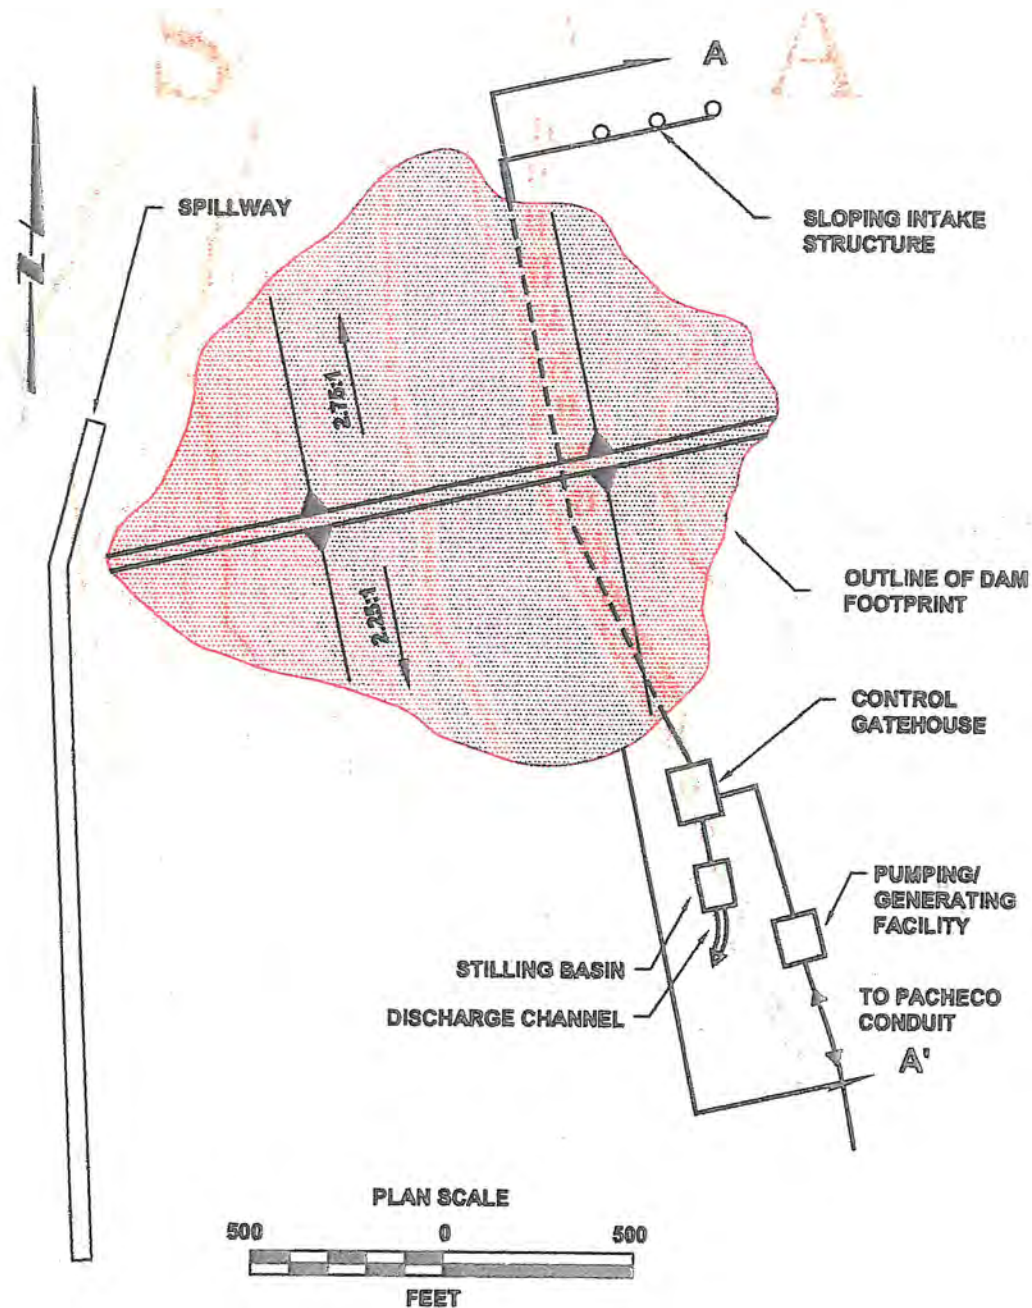 S
A
A
SPILLWAY
SLOPING INTAKE
STRUCTURE
N
2.75:1
2.25:1
OUTLINE OF DAM
FOOTPRINT
CONTROL
GATEHOUSE
PUMPING/
GENERATING
FACILITY
STILLING BASIN
DISCHARGE CHANNEL
TO PACHECO
CONDUIT
A'
PLAN SCALE
500 0 500
FEET